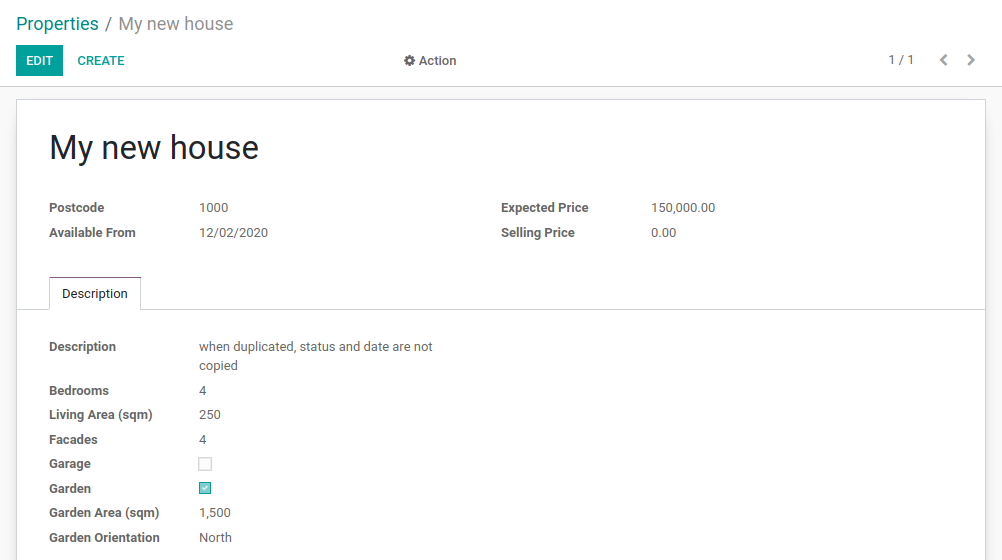 Properties / My new house
EDIT CREATE Action 1 / 1
My new house
Postcode 1000 Expected Price 150,000.00
Available From 12/02/2020 Selling Price 0.00
Description
Description when duplicated, status and date are not
copied
Bedrooms 4
Living Area (sqm) 250
Facades 4
Garage
Garden
Garden Area (sqm) 1,500
Garden Orientation North